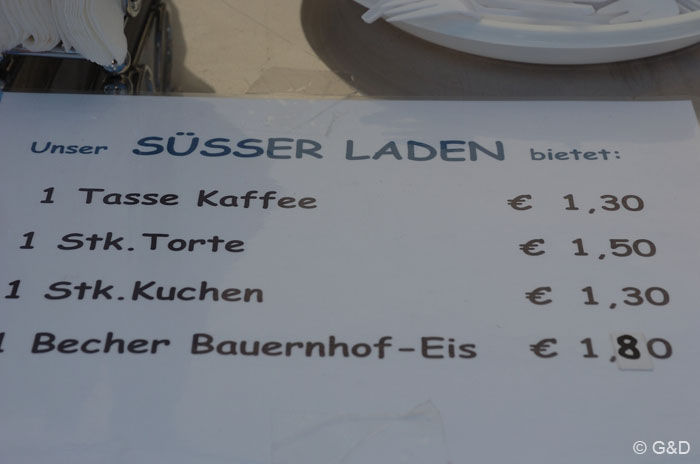 Unser SÜSSER LADEN bietet:
1 Tasse Kaffee € 1,30
1 Stk.Torte € 1,50
1 Stk.Kuchen € 1,30
1 Becher Bauernhof-Eis € 1,80
© G&D